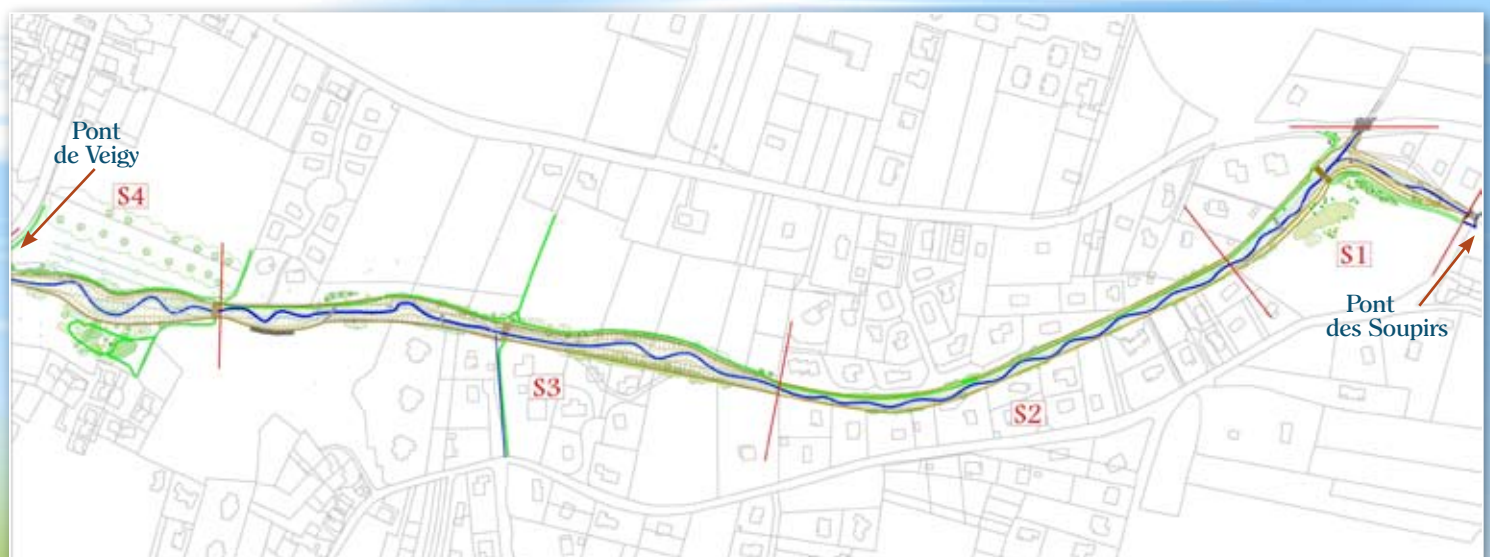 Pont
de Veigy
S4
S3
S2
S1
Pont
des Soupirs